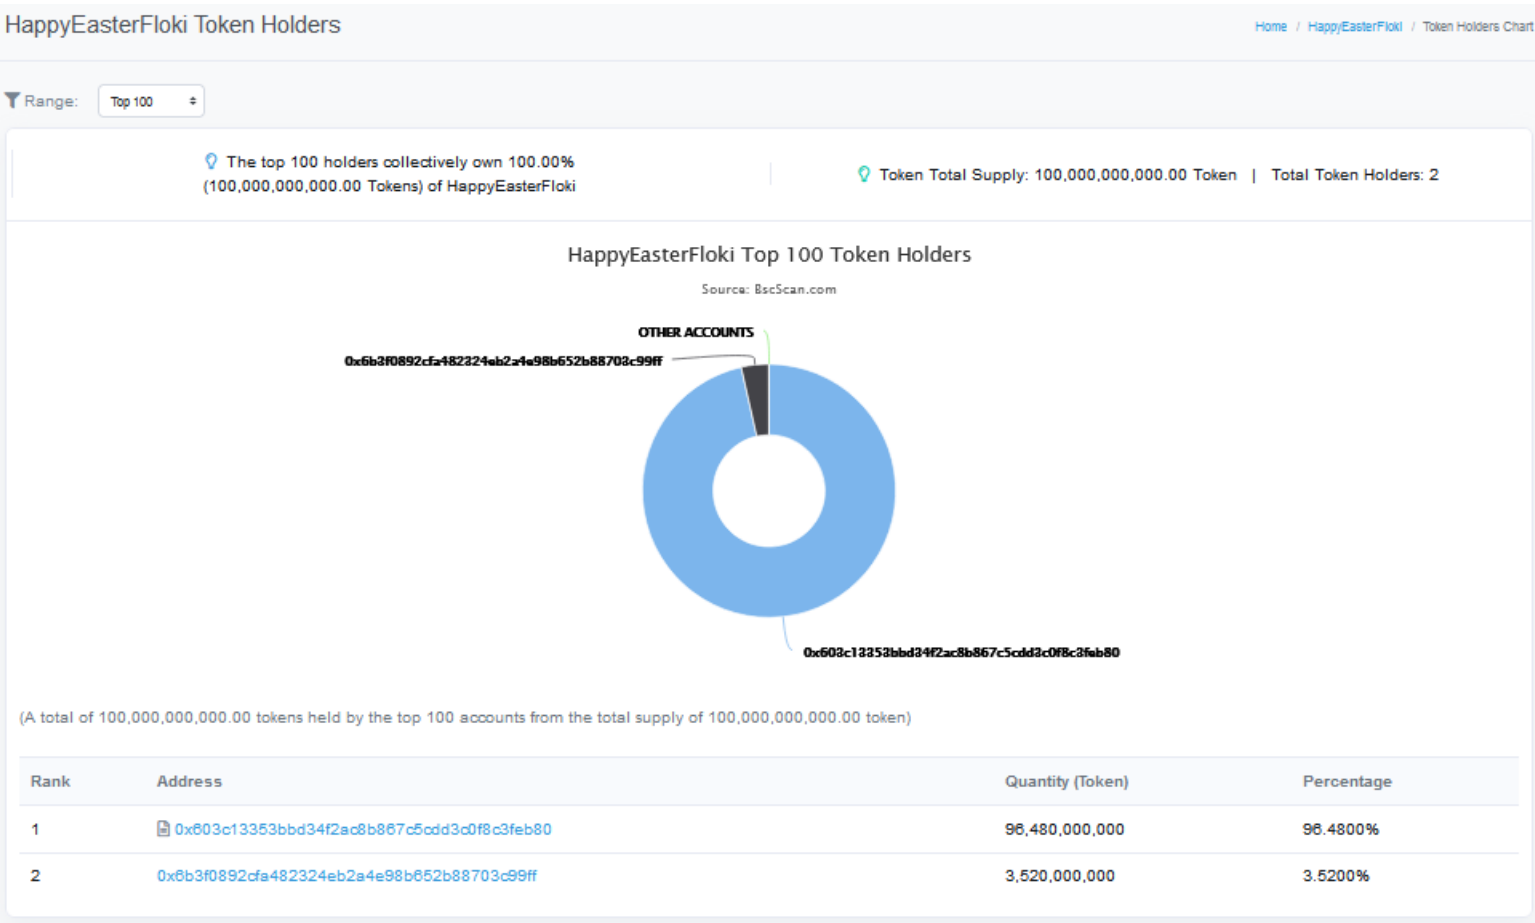 HappyEasterFloki Token Holders
Home / HappyEasterFloki / Token Holders Chart
Range: Top 100
The top 100 holders collectively own 100.00%
(100,000,000,000.00 Tokens) of HappyEasterFloki
Token Total Supply: 100,000,000,000.00 Token | Total Token Holders: 2
HappyEasterFloki Top 100 Token Holders
Source: BscScan.com
OTHER ACCOUNTS
0x6b3f0892cfa482324eb2a4e98b652b88703c99ff
0x603c13353bbd34f2ac8b867c5cdd3c0f8c3feb80
(A total of 100,000,000,000.00 tokens held by the top 100 accounts from the total supply of 100,000,000,000.00 token)
Rank Address Quantity (Token) Percentage
1 0x603c13353bbd34f2ac8b867c5cdd3c0f8c3feb80 96,480,000,000 96.4800%
2 0x6b3f0892cfa482324eb2a4e98b652b88703c99ff 3,520,000,000 3.5200%